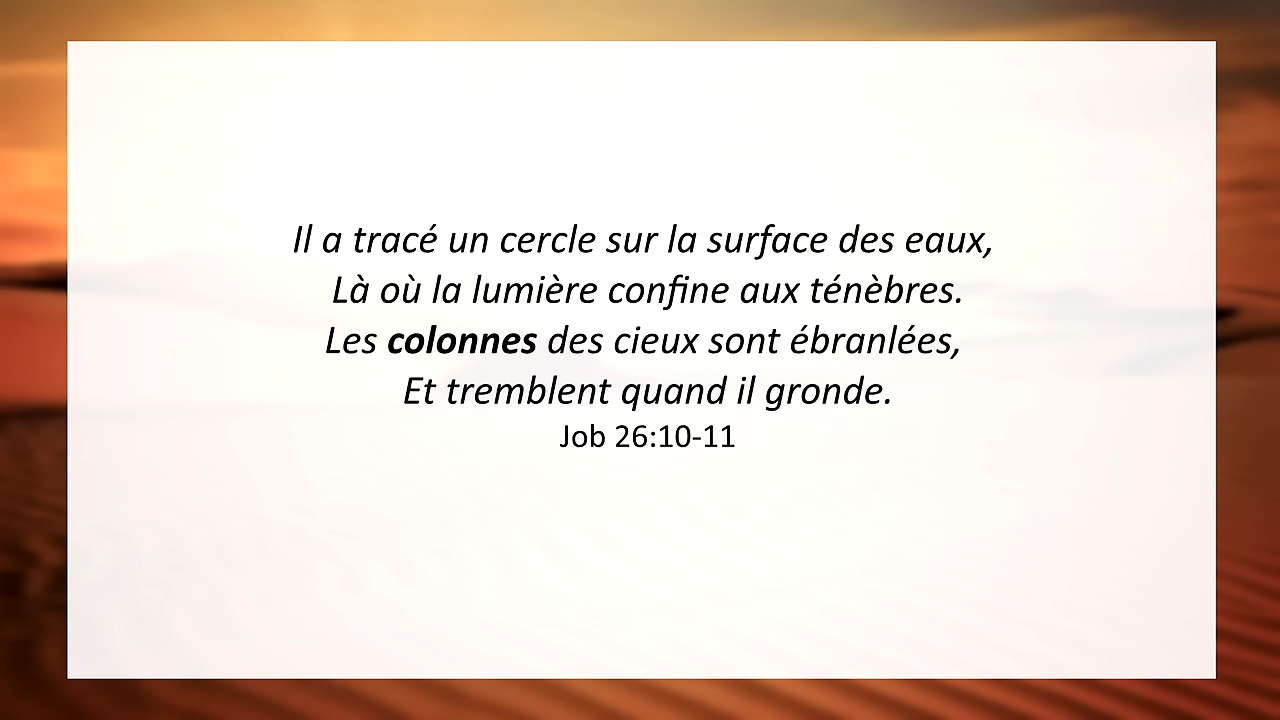 Il a tracé un cercle sur la surface des eaux,
Là où la lumière confine aux ténèbres.
Les colonnes des cieux sont ébranlées,
Et tremblent quand il gronde.
Job 26:10-11